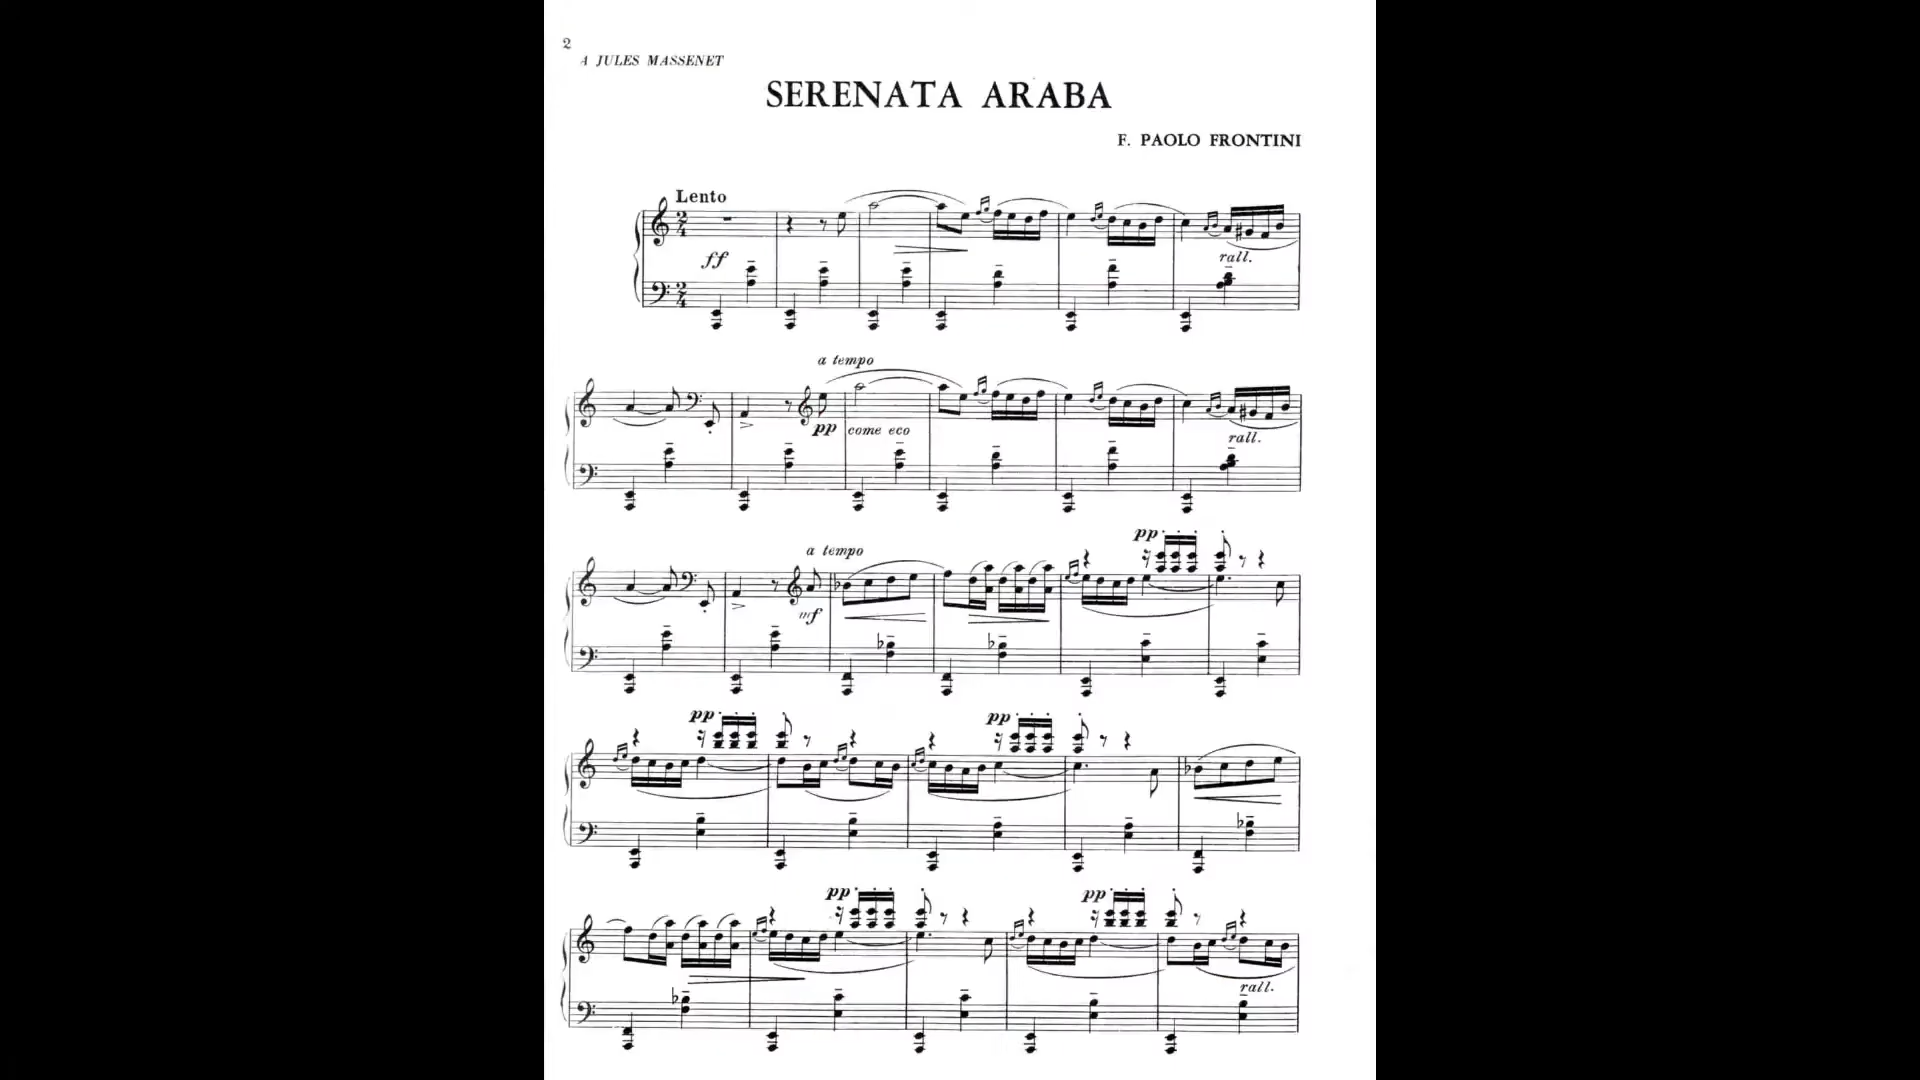 2
A JULES MASSENET
SERENATA ARABA
F. PAOLO FRONTINI
Lento
ff
rall.
a tempo
pp come eco
rall.
a tempo
mf
pp
pp pp
pp pp
rall.